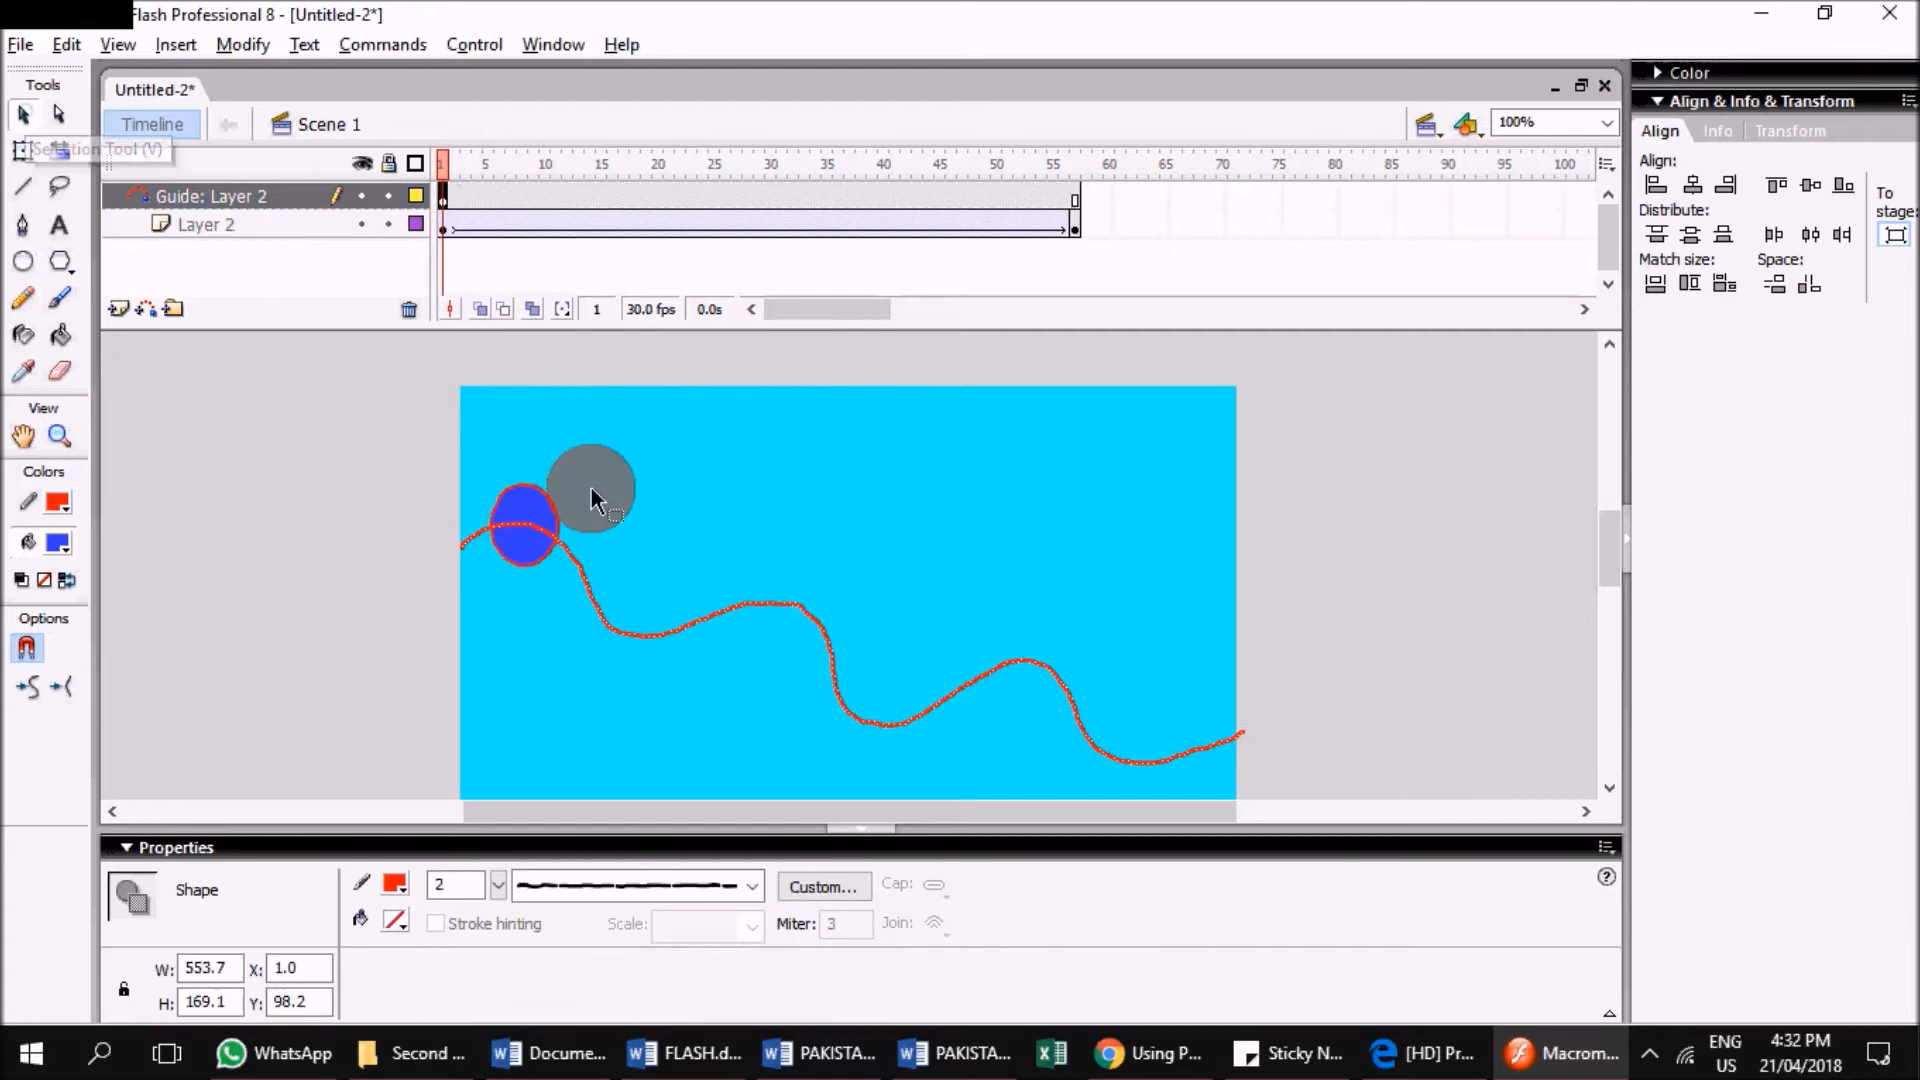 Flash Professional 8 - [Untitled-2*]
File Edit View Insert Modify Text Commands Control Window Help
Tools
Untitled-2*
Timeline
Scene 1
100%
Selection Tool (V)
1 5 10 15 20 25 30 35 40 45 50 55 60 65 70 75 80 85 90 95 100
Guide: Layer 2
Layer 2
1 30.0 fps 0.0s
View
Colors
Options
Color
Align & Info & Transform
Align Info Transform
Align:
To
stage:
Distribute:
Match size: Space:
Properties
Shape
2
Custom...
Cap:
Stroke hinting
Scale:
Miter: 3
Join:
W: 553.7 X: 1.0
H: 169.1 Y: 98.2
WhatsApp
Second ...
Docume...
FLASH.d...
PAKISTA...
PAKISTA...
Using P...
Sticky N...
[HD] Pr...
Macrom...
ENG
US
4:32 PM
21/04/2018